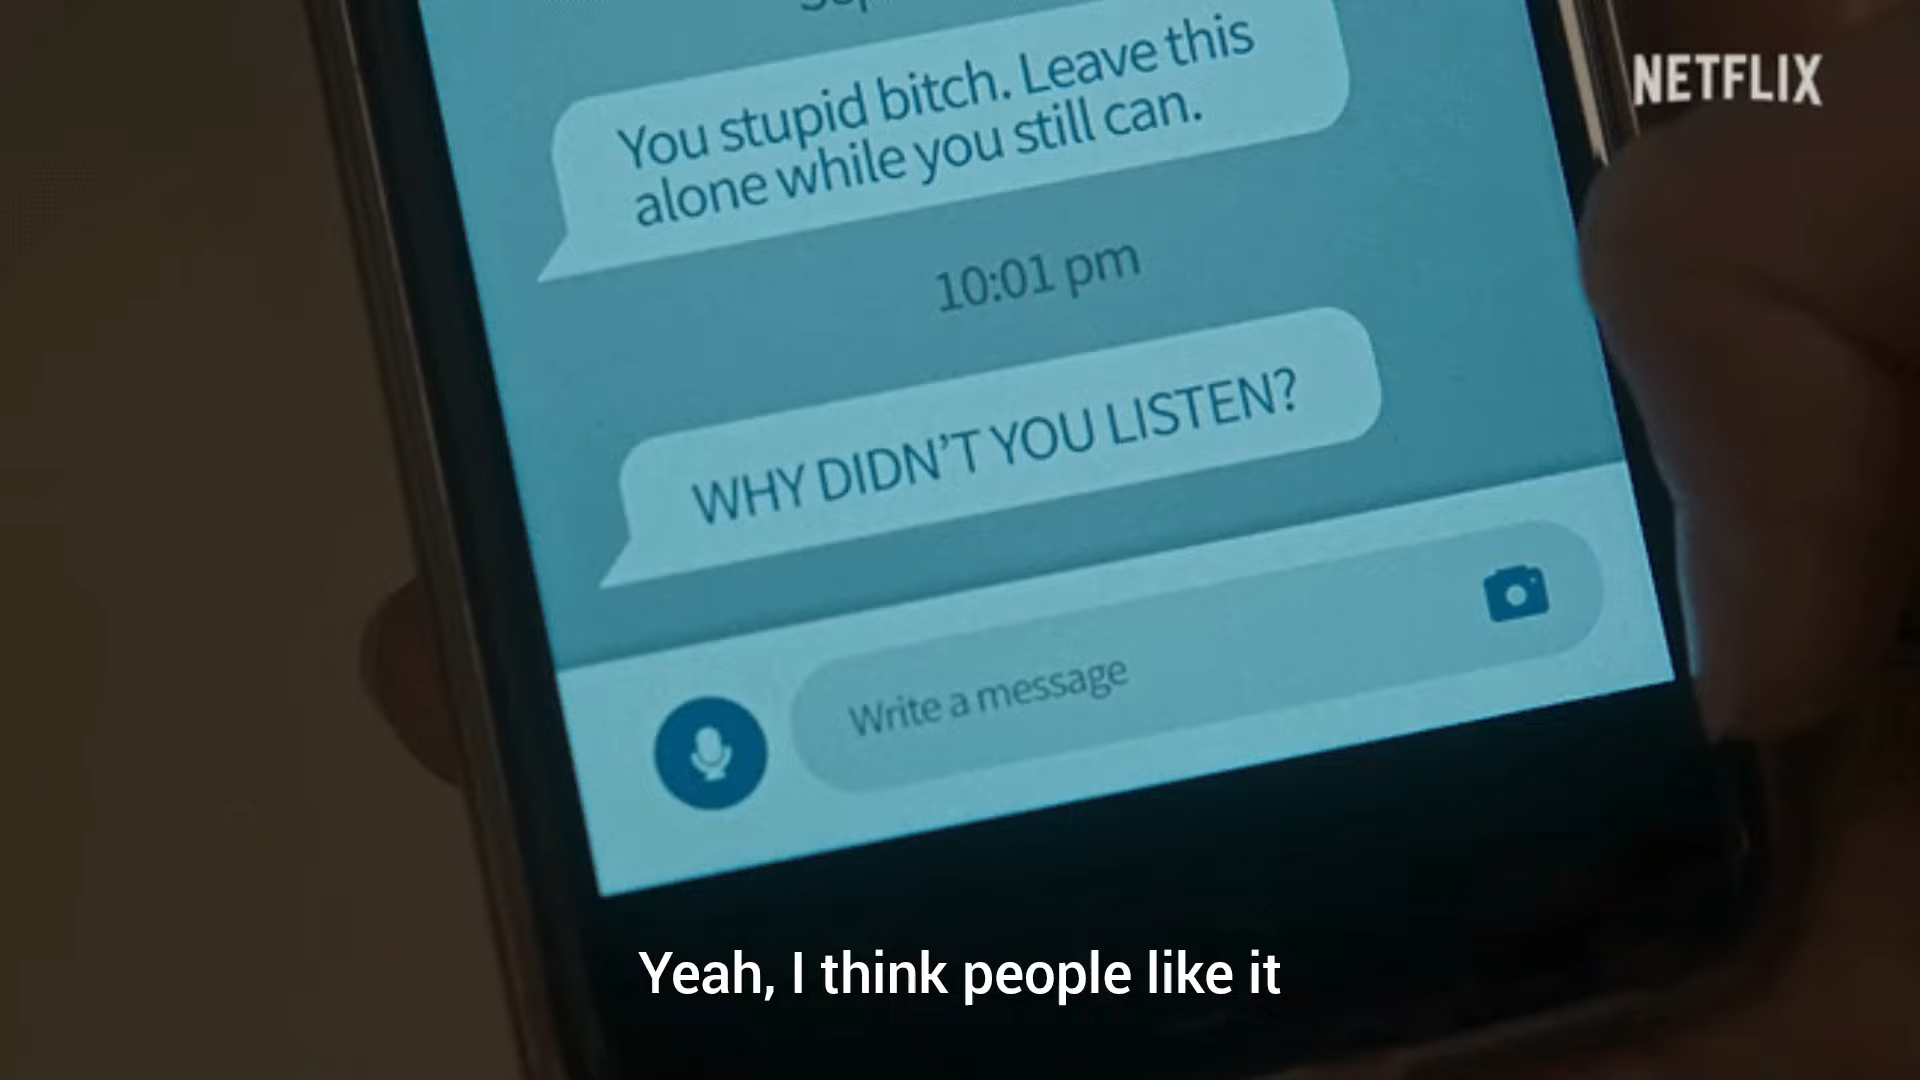 You stupid bitch. Leave this
alone while you still can.
NETFLIX
10:01 pm
WHY DIDN'T YOU LISTEN?
Write a message
Yeah, I think people like it